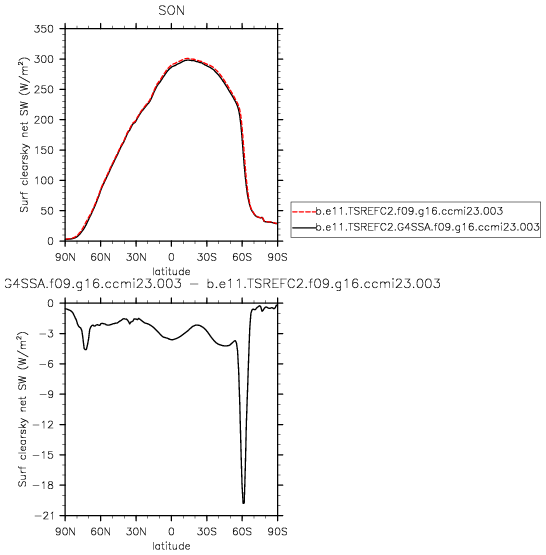 SON
350
300
250
200
150
100
50
0
Surf clearsky net SW (W/m²)
90N 60N 30N 0 30S 60S 90S
latitude
b.e11.TSREFC2.f09.g16.ccmi23.003
b.e11.TSREFC2.G4SSA.f09.g16.ccmi23.003
G4SSA.f09.g16.ccmi23.003 − b.e11.TSREFC2.f09.g16.ccmi23.003
0
−3
−6
−9
−12
−15
−18
−21
Surf clearsky net SW (W/m²)
90N 60N 30N 0 30S 60S 90S
latitude